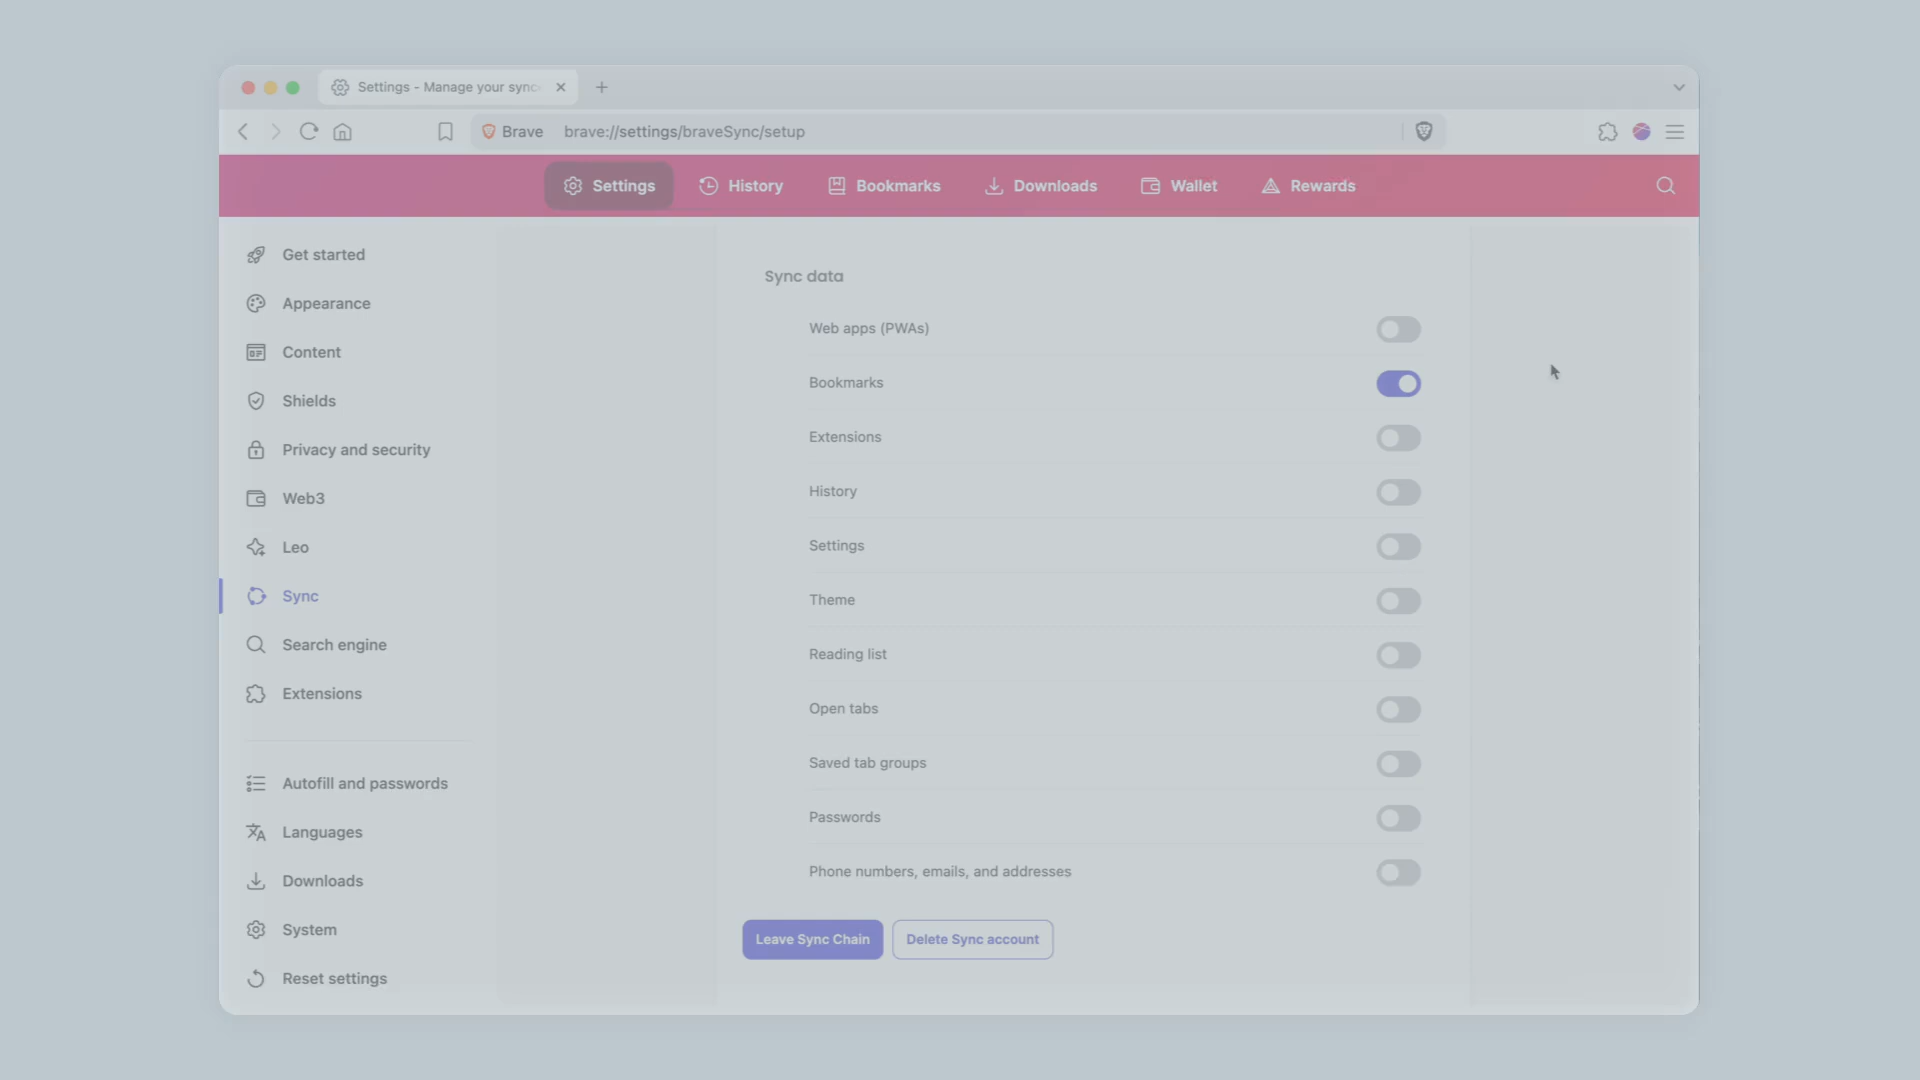 Settings - Manage your sync
Brave brave://settings/braveSync/setup
Settings History Bookmarks Downloads Wallet Rewards
Get started
Appearance
Content
Shields
Privacy and security
Web3
Leo
Sync
Search engine
Extensions
Autofill and passwords
Languages
Downloads
System
Reset settings
Sync data
Web apps (PWAs)
Bookmarks
Extensions
History
Settings
Theme
Reading list
Open tabs
Saved tab groups
Passwords
Phone numbers, emails, and addresses
Leave Sync Chain Delete Sync account